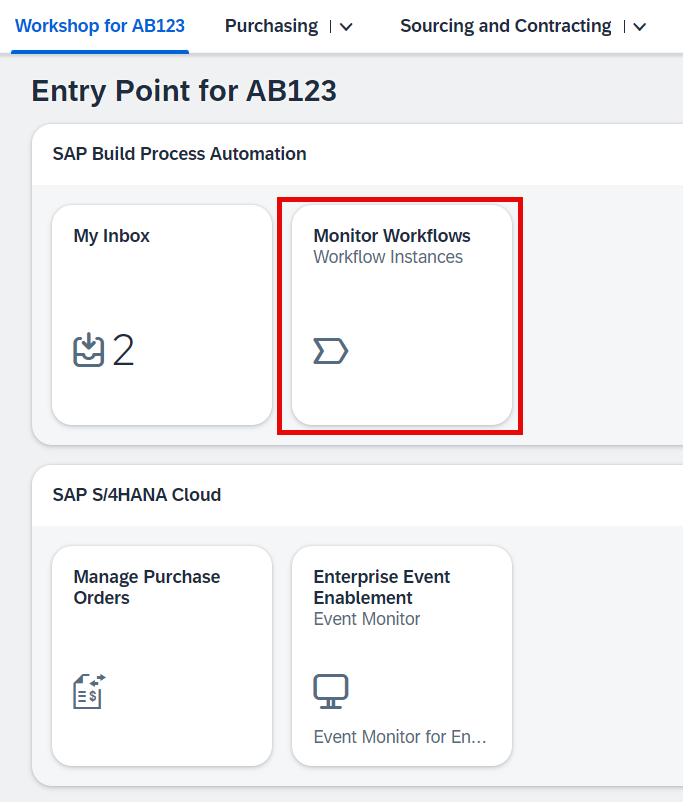 Workshop for AB123 Purchasing Sourcing and Contracting
Entry Point for AB123
SAP Build Process Automation
My Inbox
2
Monitor Workflows
Workflow Instances
SAP S/4HANA Cloud
Manage Purchase
Orders
$
Enterprise Event
Enablement
Event Monitor
Event Monitor for En...